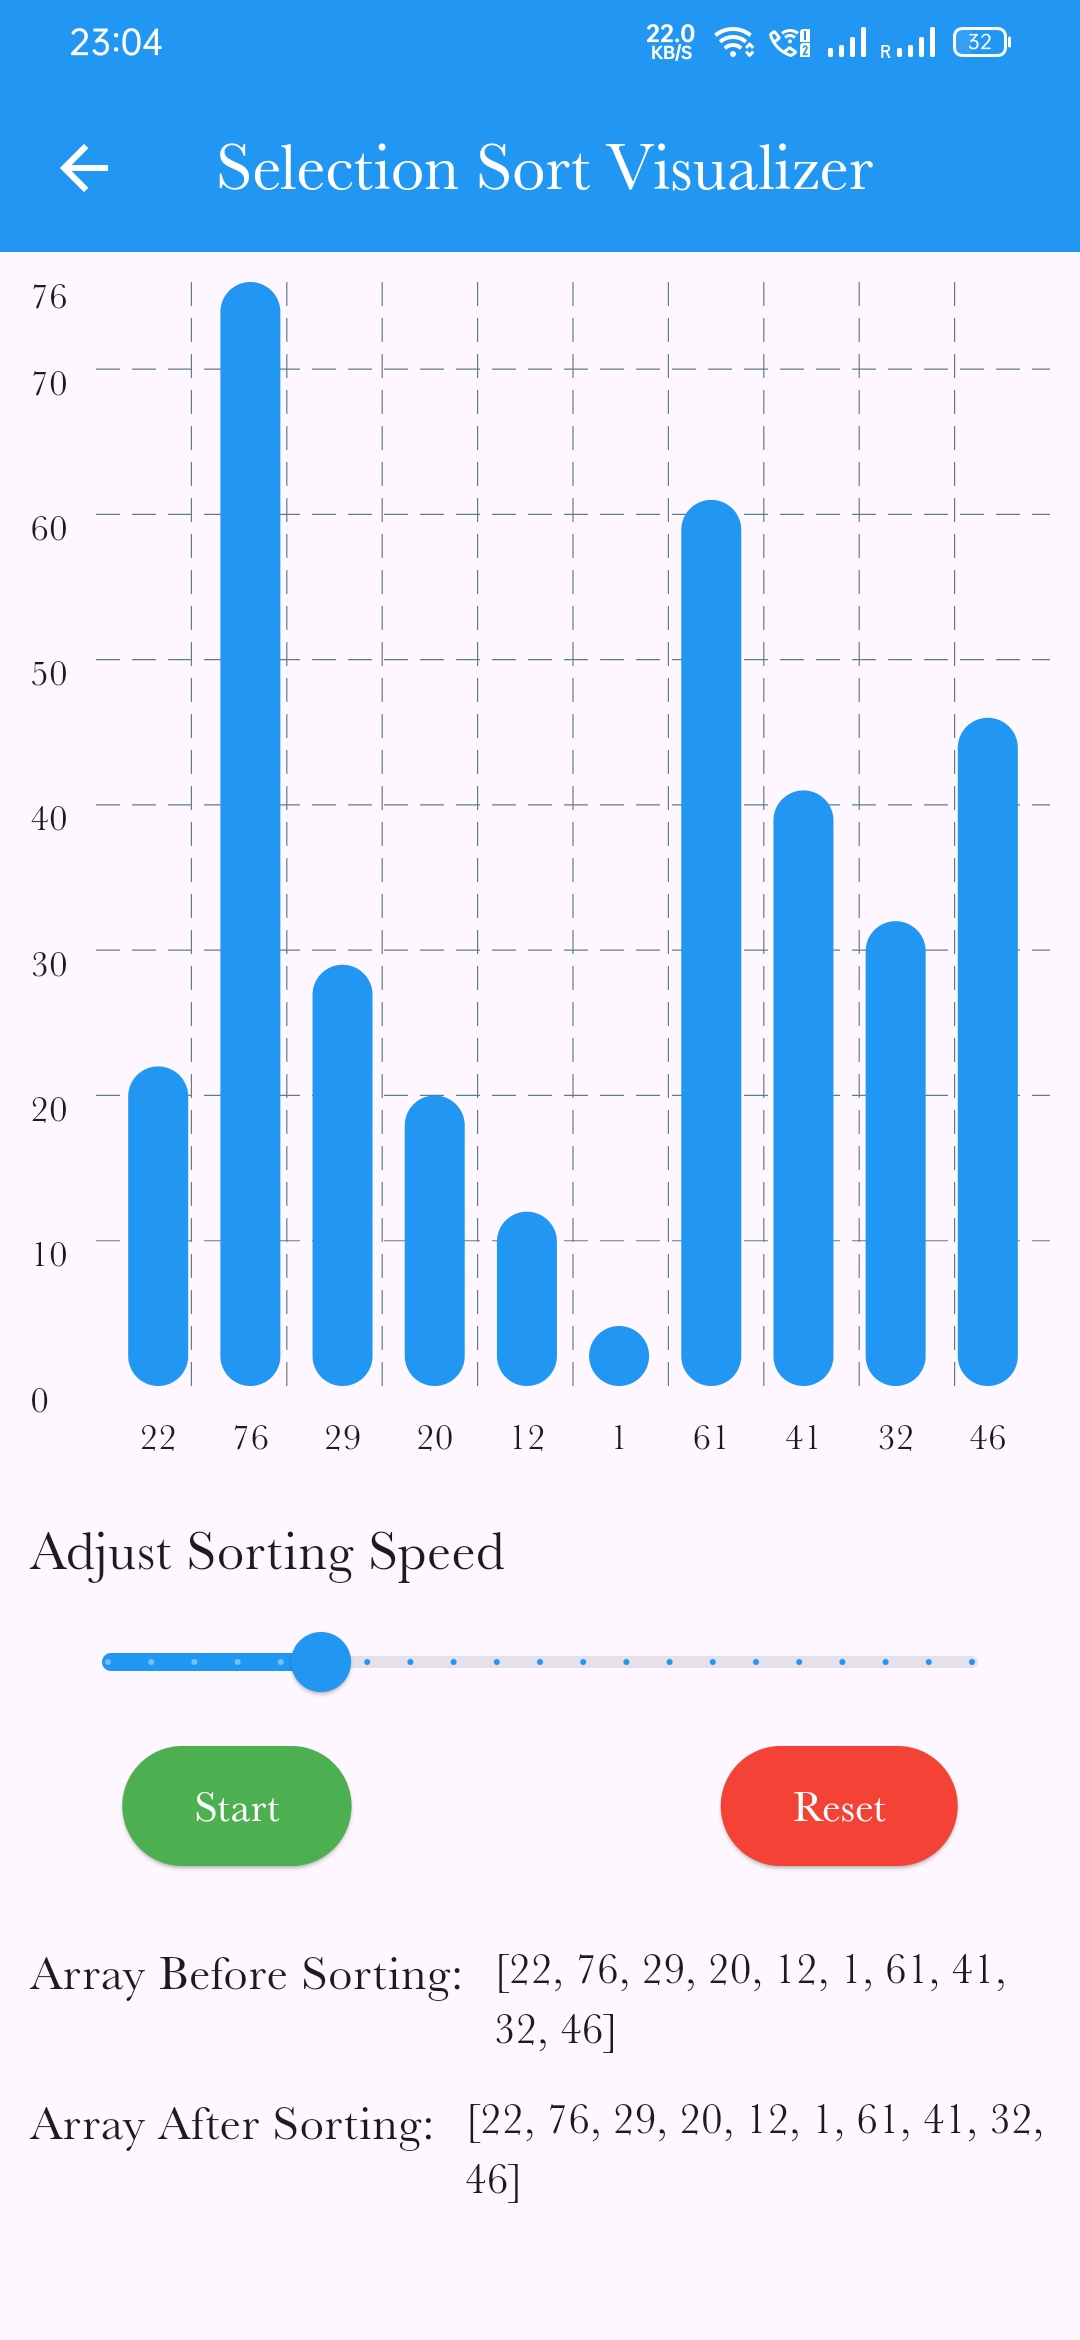 23:04
22.0
KB/S
1
2
R
32
Selection Sort Visualizer
76
70
60
50
40
30
20
10
0
22 76 29 20 12 1 61 41 32 46
Adjust Sorting Speed
Start Reset
Array Before Sorting: [22, 76, 29, 20, 12, 1, 61, 41,
32, 46]
Array After Sorting: [22, 76, 29, 20, 12, 1, 61, 41, 32,
46]